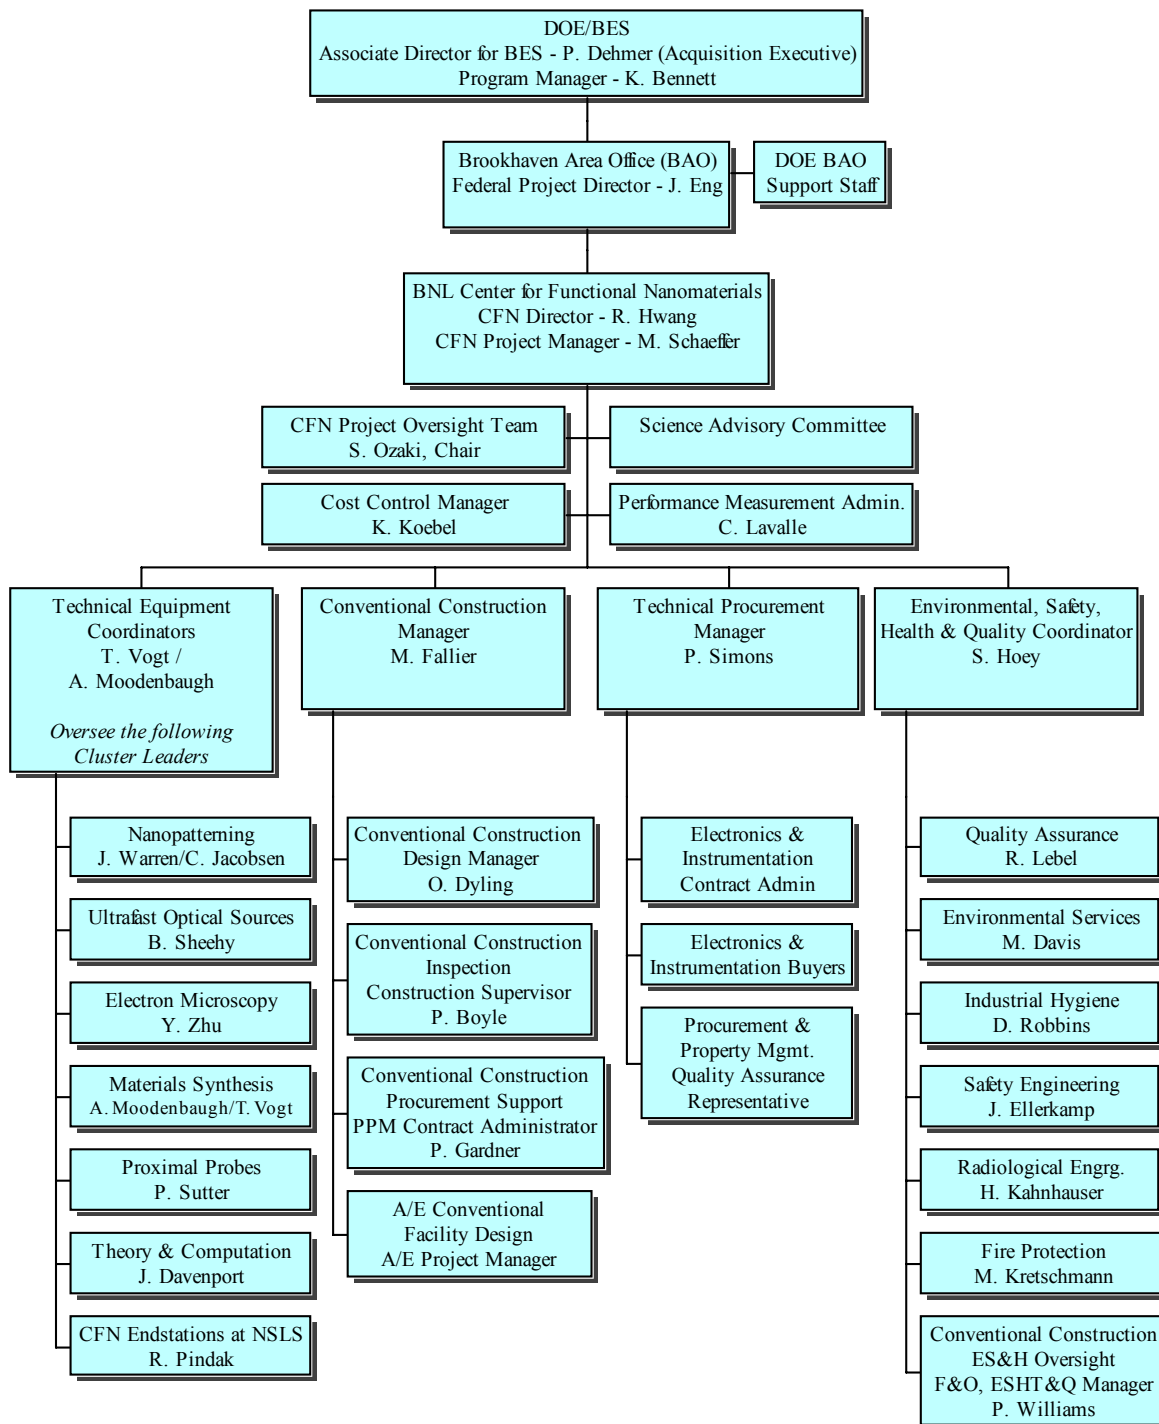 DOE/BES
Associate Director for BES - P. Dehmer (Acquisition Executive)
Program Manager - K. Bennett
Brookhaven Area Office (BAO)
Federal Project Director - J. Eng
DOE BAO
Support Staff
BNL Center for Functional Nanomaterials
CFN Director - R. Hwang
CFN Project Manager - M. Schaeffer
CFN Project Oversight Team
S. Ozaki, Chair
Science Advisory Committee
Cost Control Manager
K. Koebel
Performance Measurement Admin.
C. Lavalle
Technical Equipment
Coordinators
T. Vogt /
A. Moodenbaugh
Oversee the following
Cluster Leaders
Nanopatterning
J. Warren/C. Jacobsen
Ultrafast Optical Sources
B. Sheehy
Electron Microscopy
Y. Zhu
Materials Synthesis
A. Moodenbaugh/T. Vogt
Proximal Probes
P. Sutter
Theory & Computation
J. Davenport
CFN Endstations at NSLS
R. Pindak
Conventional Construction
Manager
M. Fallier
Conventional Construction
Design Manager
O. Dyling
Conventional Construction
Inspection
Construction Supervisor
P. Boyle
Conventional Construction
Procurement Support
PPM Contract Administrator
P. Gardner
A/E Conventional
Facility Design
A/E Project Manager
Technical Procurement
Manager
P. Simons
Electronics &
Instrumentation
Contract Admin
Electronics &
Instrumentation Buyers
Procurement &
Property Mgmt.
Quality Assurance
Representative
Environmental, Safety,
Health & Quality Coordinator
S. Hoey
Quality Assurance
R. Lebel
Environmental Services
M. Davis
Industrial Hygiene
D. Robbins
Safety Engineering
J. Ellerkamp
Radiological Engrg.
H. Kahnhauser
Fire Protection
M. Kretschmann
Conventional Construction
ES&H Oversight
F&O, ESHT&Q Manager
P. Williams